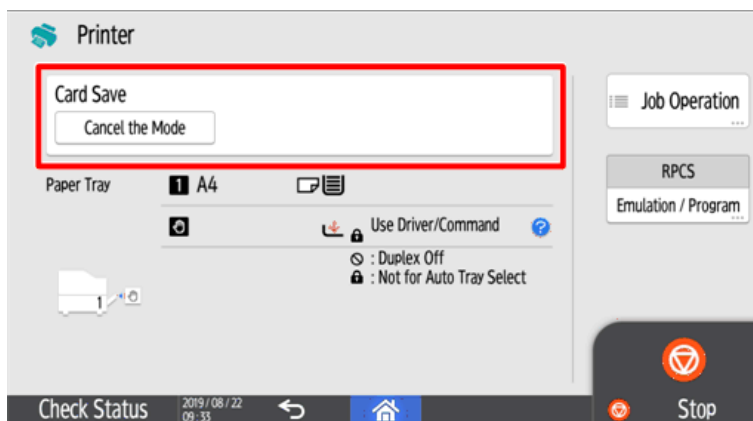 Printer
Card Save
Cancel the Mode
Job Operation
RPCS
Emulation / Program
Paper Tray
1 A4
Use Driver/Command ?
: Duplex Off
: Not for Auto Tray Select
1
Check Status
2019/08/22
09:33
Stop